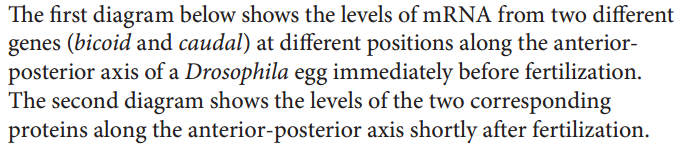 The first diagram below shows the levels of mRNA from two different
genes (bicoid and caudal) at different positions along the anterior-
posterior axis of a Drosophila egg immediately before fertilization.
The second diagram shows the levels of the two corresponding
proteins along the anterior-posterior axis shortly after fertilization.